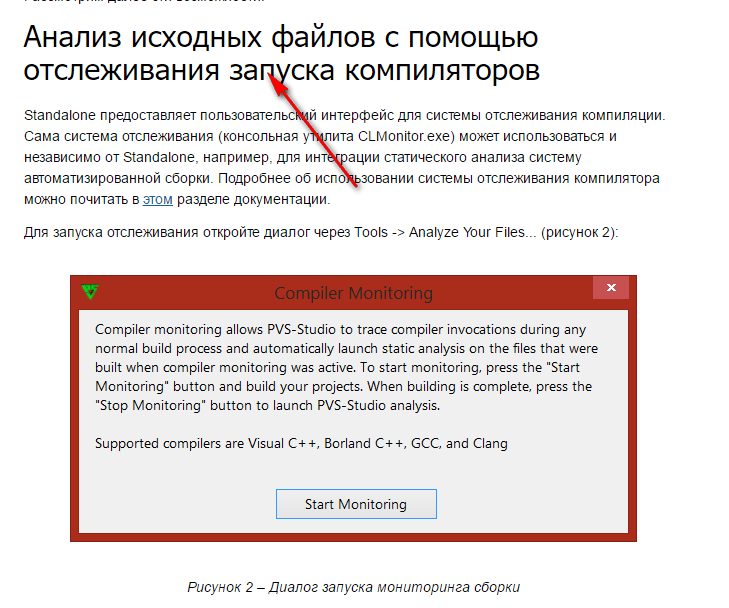 Анализ исходных файлов с помощью
отслеживания запуска компиляторов
Standalone предоставляет пользовательский интерфейс для системы отслеживания компиляции.
Сама система отслеживания (консольная утилита CLMonitor.exe) может использоваться и
независимо от Standalone, например, для интеграции статического анализа систему
автоматизированной сборки. Подробнее об использовании системы отслеживания компилятора
можно почитать в этом разделе документации.
Для запуска отслеживания откройте диалог через Tools -> Analyze Your Files... (рисунок 2):
Compiler Monitoring
Compiler monitoring allows PVS-Studio to trace compiler invocations during any
normal build process and automatically launch static analysis on the files that were
built when compiler monitoring was active. To start monitoring, press the "Start
Monitoring" button and build your projects. When building is complete, press the
"Stop Monitoring" button to launch PVS-Studio analysis.
Supported compilers are Visual C++, Borland C++, GCC, and Clang
Start Monitoring
Рисунок 2 – Диалог запуска мониторинга сборки